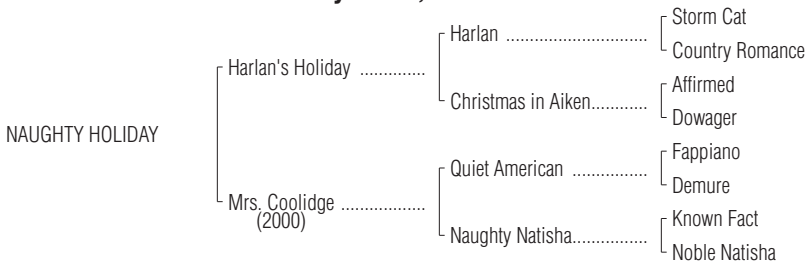 Storm Cat
Harlan ..............................
Country Romance
Harlan's Holiday ..............
Affirmed
Christmas in Aiken............
Dowager
NAUGHTY HOLIDAY
Fappiano
Quiet American ................
Demure
Mrs. Coolidge ..................
(2000)
Known Fact
Naughty Natisha................
Noble Natisha